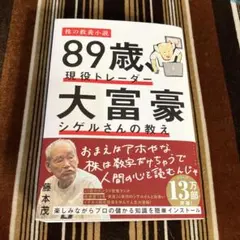 株の教養小説
89歳、
現役トレーダー
大富豪
シゲルさんの教え
おまえはアホやな
株は数字だけちゃうで
人間の心を読むんじゃ
藤本茂
13万部
楽しみながらプロの儲かる知識を簡単インストール